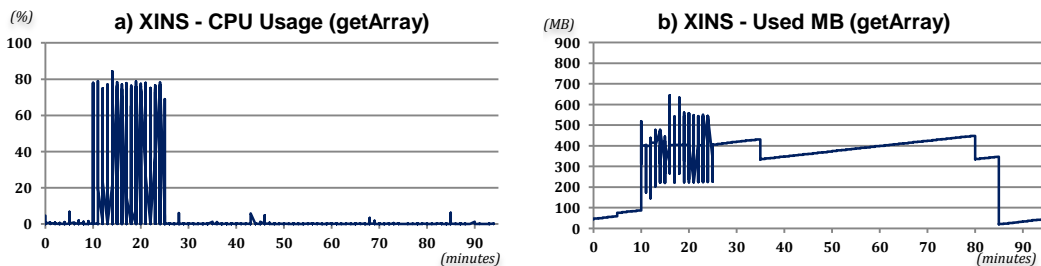 (%)
a) XINS - CPU Usage (getArray)
100
80
60
40
20
0
0 10 20 30 40 50 60 70 80 90
(minutes)
(MB)
b) XINS - Used MB (getArray)
900
800
700
600
500
400
300
200
100
0
0 10 20 30 40 50 60 70 80 90
(minutes)